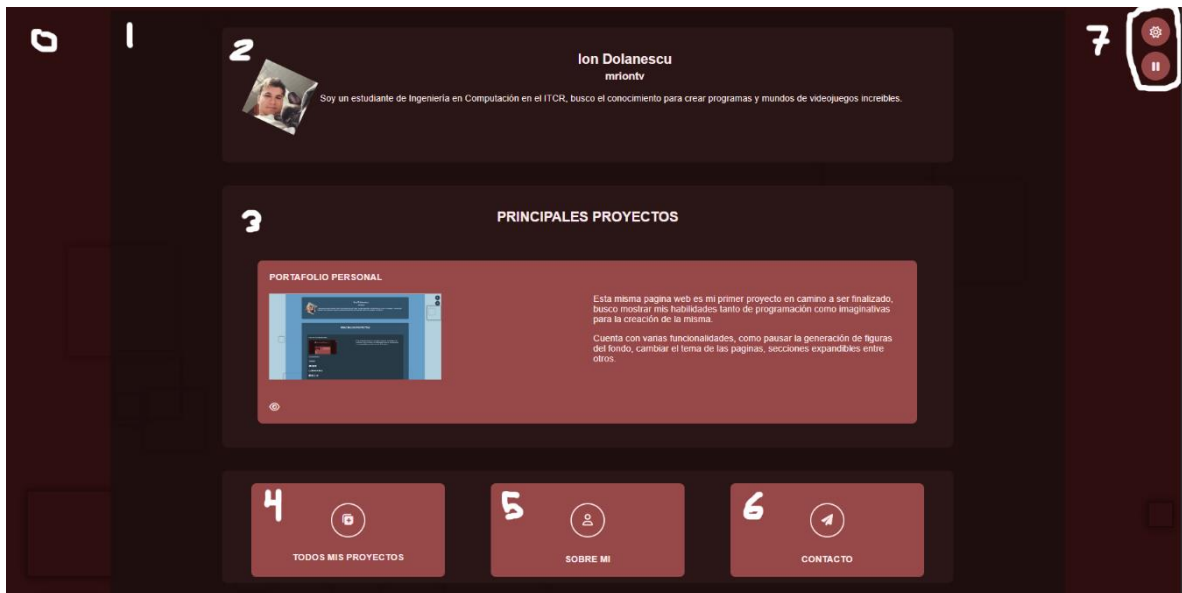 0
1
2
7
Ion Dolanescu
mriontv
Soy un estudiante de Ingeniería en Computación en el ITCR, busco el conocimiento para crear programas y mundos de videojuegos increibles.
3
PRINCIPALES PROYECTOS
PORTAFOLIO PERSONAL
Esta misma pagina web es mi primer proyecto en camino a ser finalizado,
busco mostrar mis habilidades tanto de programación como imaginativas
para la creación de la misma.
Cuenta con varias funcionalidades, como pausar la generación de figuras
del fondo, cambiar el tema de las paginas, secciones expandibles entre
otros.
4
TODOS MIS PROYECTOS
5
SOBRE MI
6
CONTACTO